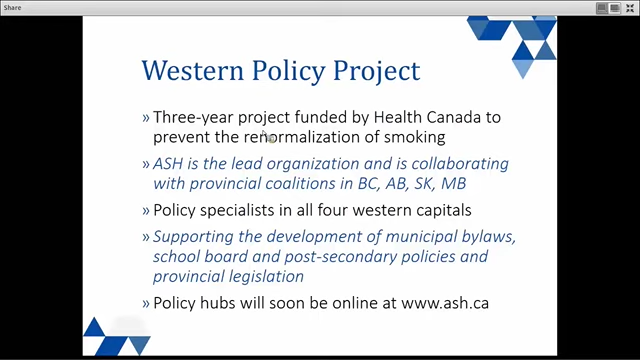 Share
Western Policy Project
» Three-year project funded by Health Canada to
prevent the renormalization of smoking
» ASH is the lead organization and is collaborating
with provincial coalitions in BC, AB, SK, MB
» Policy specialists in all four western capitals
» Supporting the development of municipal bylaws,
school board and post-secondary policies and
provincial legislation
» Policy hubs will soon be online at www.ash.ca